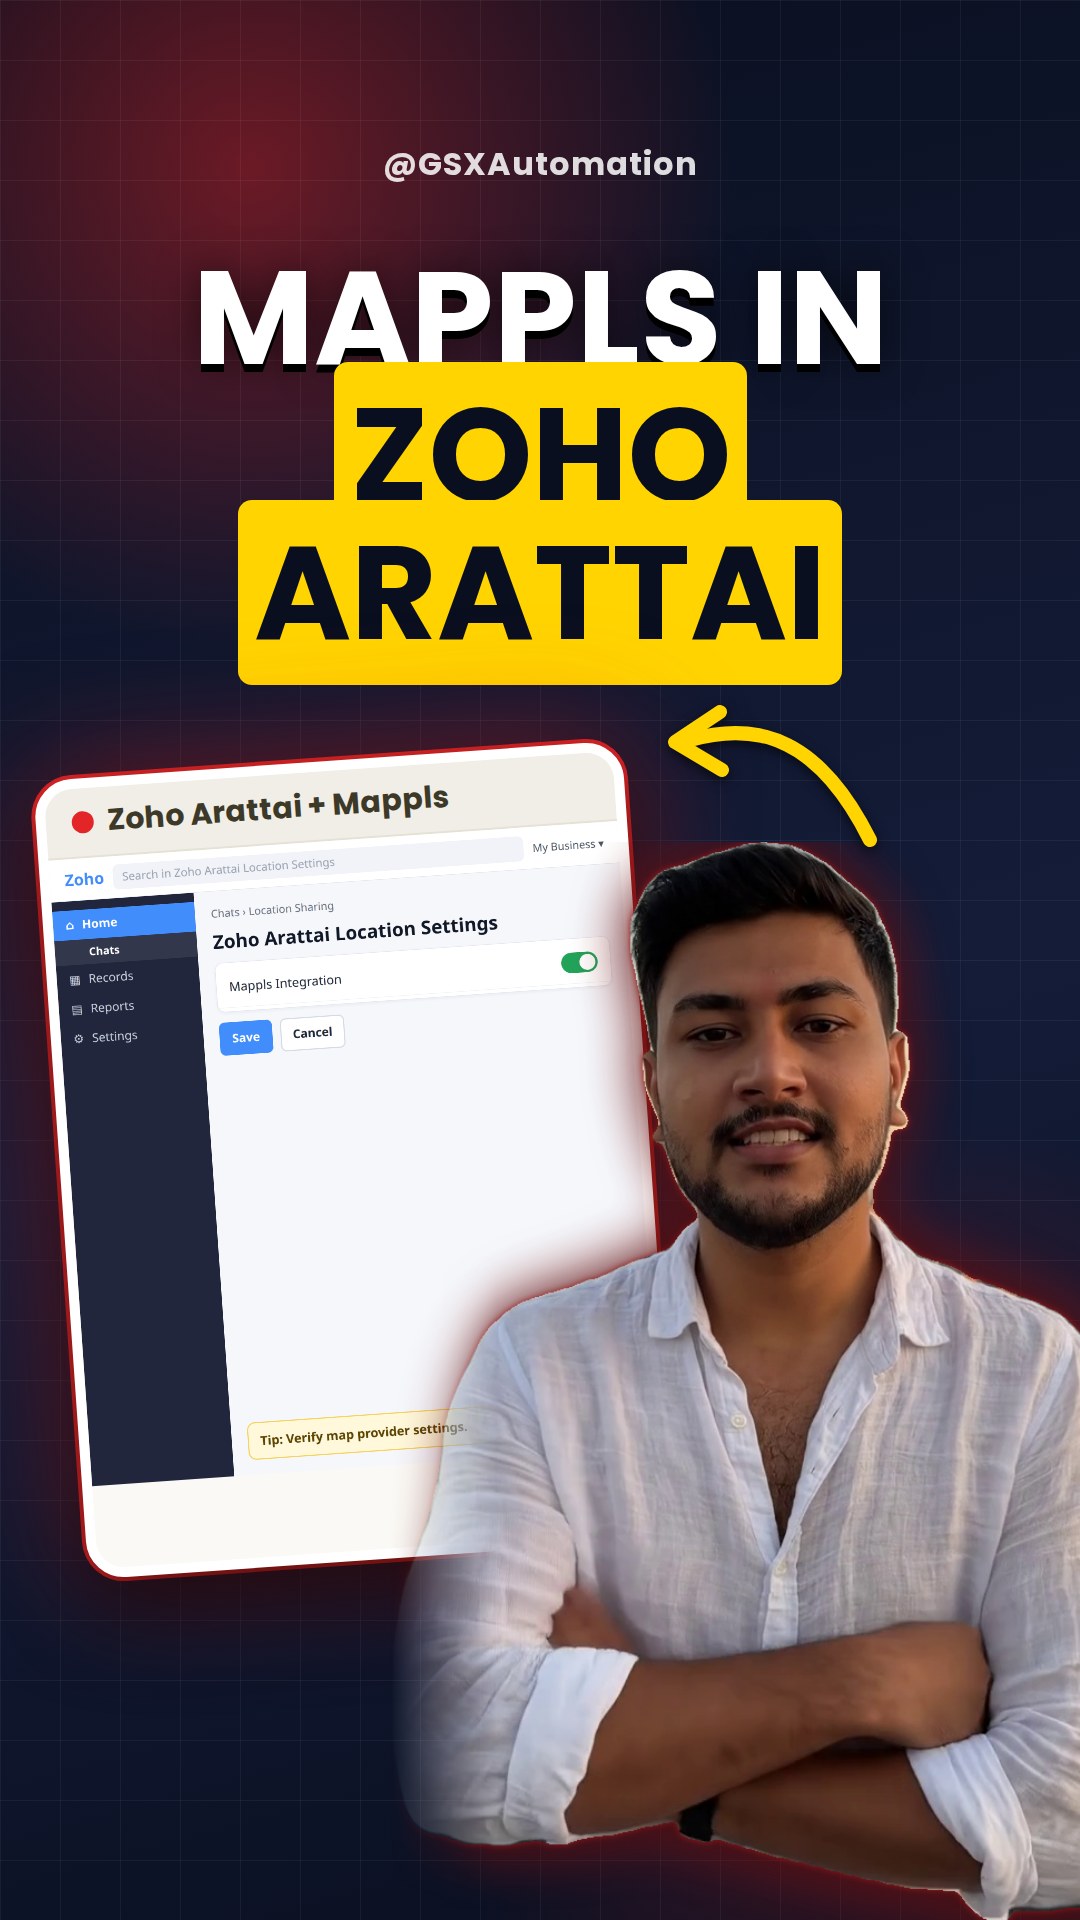 @GSXAutomation
MAPPLS IN
ZOHO
ARATTAI
Zoho Arattai + Mappls
Zoho
Search in Zoho Arattai Location Settings
My Business ▾
Home
Chats
Records
Reports
Settings
Chats › Location Sharing
Zoho Arattai Location Settings
Mappls Integration
Save
Cancel
Tip: Verify map provider settings.